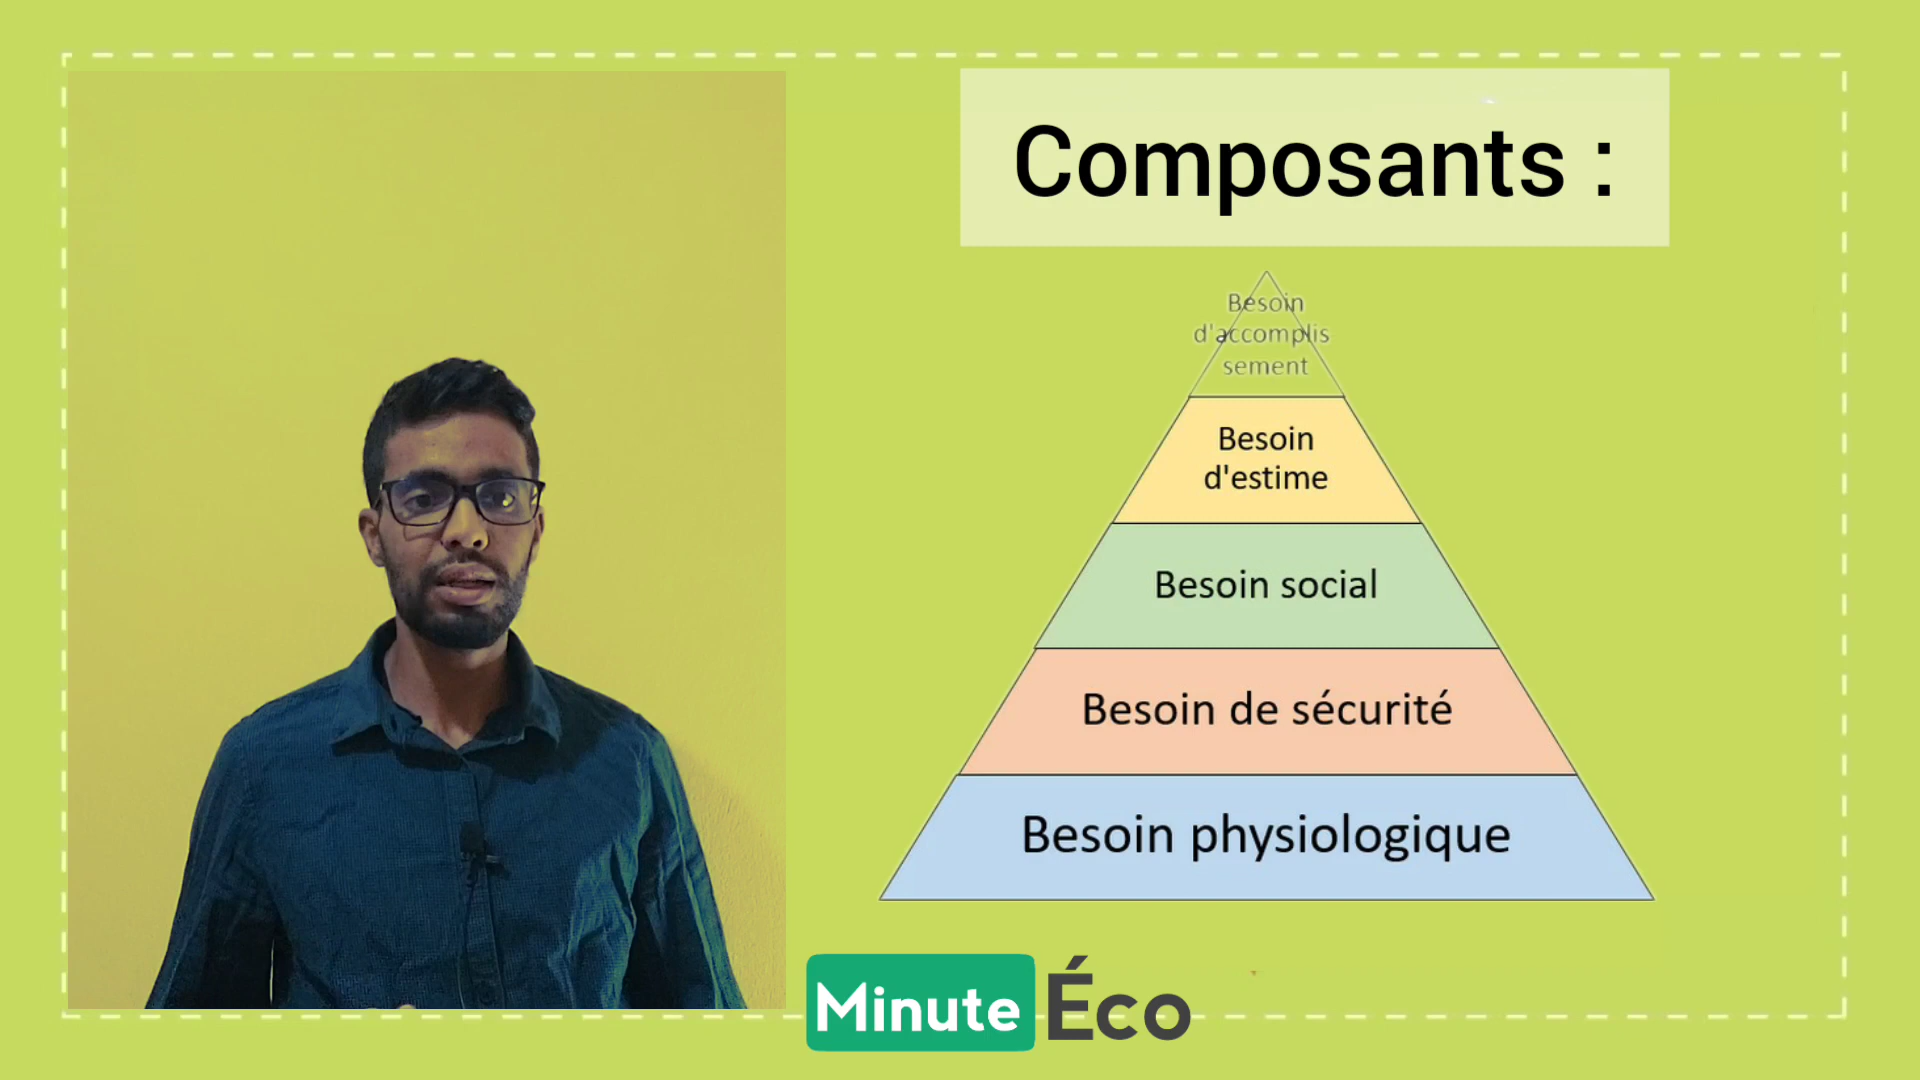 Composants :
Besoin
d'accomplis
sement
Besoin
d'estime
Besoin social
Besoin de sécurité
Besoin physiologique
Minute Éco